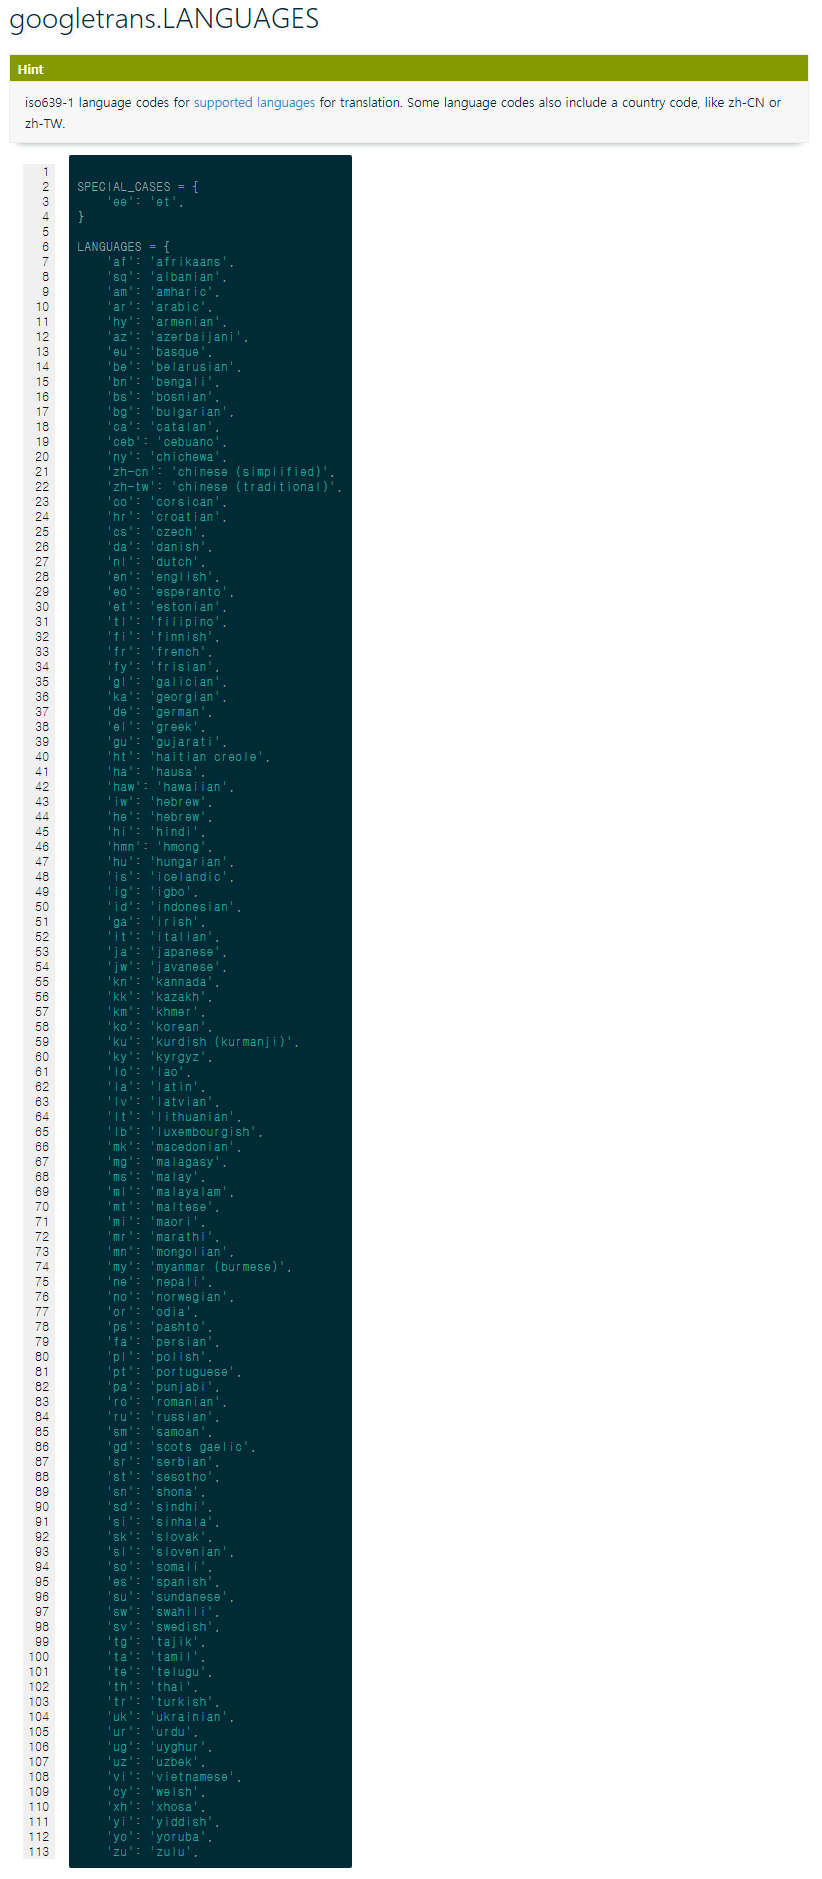 googletrans.LANGUAGES
Hint
iso639-1 language codes for supported languages for translation. Some language codes also include a country code, like zh-CN or
zh-TW.
1
2 SPECIAL_CASES = {
3 'ee': 'et',
4 }
5
6 LANGUAGES = {
7 'af': 'afrikaans',
8 'sq': 'albanian',
9 'am': 'amharic',
10 'ar': 'arabic',
11 'hy': 'armenian',
12 'az': 'azerbaijani',
13 'eu': 'basque',
14 'be': 'belarusian',
15 'bn': 'bengali',
16 'bs': 'bosnian',
17 'bg': 'bulgarian',
18 'ca': 'catalan',
19 'ceb': 'cebuano',
20 'ny': 'chichewa',
21 'zh-cn': 'chinese (simplified)',
22 'zh-tw': 'chinese (traditional)',
23 'co': 'corsican',
24 'hr': 'croatian',
25 'cs': 'czech',
26 'da': 'danish',
27 'nl': 'dutch',
28 'en': 'english',
29 'eo': 'esperanto',
30 'et': 'estonian',
31 'tl': 'filipino',
32 'fi': 'finnish',
33 'fr': 'french',
34 'fy': 'frisian',
35 'gl': 'galician',
36 'ka': 'georgian',
37 'de': 'german',
38 'el': 'greek',
39 'gu': 'gujarati',
40 'ht': 'haitian creole',
41 'ha': 'hausa',
42 'haw': 'hawaiian',
43 'iw': 'hebrew',
44 'he': 'hebrew',
45 'hi': 'hindi',
46 'hmn': 'hmong',
47 'hu': 'hungarian',
48 'is': 'icelandic',
49 'ig': 'igbo',
50 'id': 'indonesian',
51 'ga': 'irish',
52 'it': 'italian',
53 'ja': 'japanese',
54 'jw': 'javanese',
55 'kn': 'kannada',
56 'kk': 'kazakh',
57 'km': 'khmer',
58 'ko': 'korean',
59 'ku': 'kurdish (kurmanji)',
60 'ky': 'kyrgyz',
61 'lo': 'lao',
62 'la': 'latin',
63 'lv': 'latvian',
64 'lt': 'lithuanian',
65 'lb': 'luxembourgish',
66 'mk': 'macedonian',
67 'mg': 'malagasy',
68 'ms': 'malay',
69 'ml': 'malayalam',
70 'mt': 'maltese',
71 'mi': 'maori',
72 'mr': 'marathi',
73 'mn': 'mongolian',
74 'my': 'myanmar (burmese)',
75 'ne': 'nepali',
76 'no': 'norwegian',
77 'or': 'odia',
78 'ps': 'pashto',
79 'fa': 'persian',
80 'pl': 'polish',
81 'pt': 'portuguese',
82 'pa': 'punjabi',
83 'ro': 'romanian',
84 'ru': 'russian',
85 'sm': 'samoan',
86 'gd': 'scots gaelic',
87 'sr': 'serbian',
88 'st': 'sesotho',
89 'sn': 'shona',
90 'sd': 'sindhi',
91 'si': 'sinhala',
92 'sk': 'slovak',
93 'sl': 'slovenian',
94 'so': 'somali',
95 'es': 'spanish',
96 'su': 'sundanese',
97 'sw': 'swahili',
98 'sv': 'swedish',
99 'tg': 'tajik',
100 'ta': 'tamil',
101 'te': 'telugu',
102 'th': 'thai',
103 'tr': 'turkish',
104 'uk': 'ukrainian',
105 'ur': 'urdu',
106 'ug': 'uyghur',
107 'uz': 'uzbek',
108 'vi': 'vietnamese',
109 'cy': 'welsh',
110 'xh': 'xhosa',
111 'yi': 'yiddish',
112 'yo': 'yoruba',
113 'zu': 'zulu',